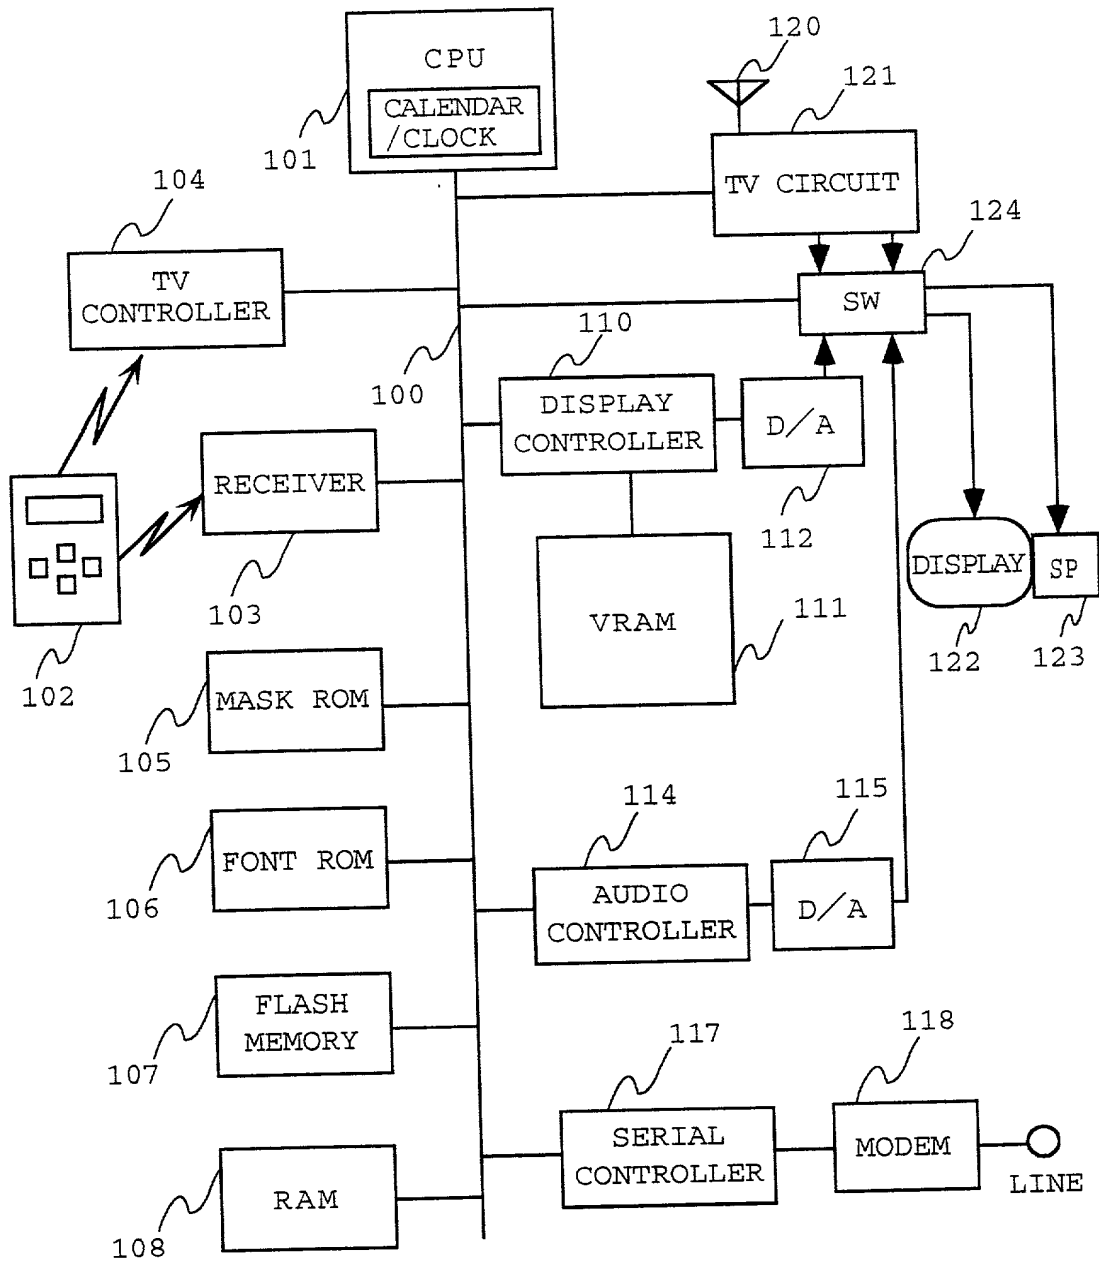 CPU
CALENDAR
/CLOCK
101
120
121
TV CIRCUIT
104
TV
CONTROLLER
124
SW
110
100
DISPLAY
CONTROLLER
D/A
112
RECEIVER
103
102
VRAM
111
DISPLAY
SP
122
123
MASK ROM
105
114
115
FONT ROM
106
AUDIO
CONTROLLER
D/A
FLASH
MEMORY
107
117
118
SERIAL
CONTROLLER
MODEM
LINE
RAM
108